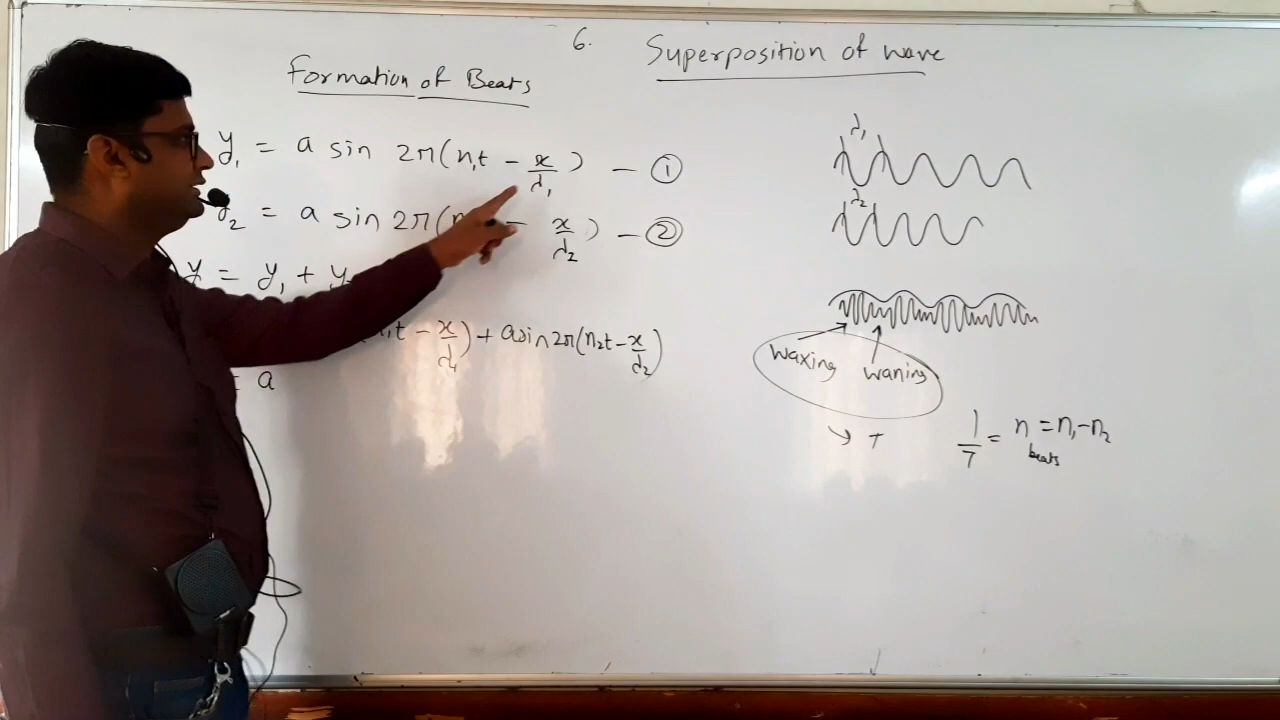 6. Superposition of wave
Formation of Beats
y₁ = a sin 2π(n₁t - x/λ₁) - ①
y₂ = a sin 2π(n - x/λ₂) - ②
y = y₁ + y
t - x/λ₁) + a sin 2π(n₂t - x/λ₂)
= a
λ₁
λ₂
waxing waning
↘ T
1/T = n = n₁ - n₂
beats